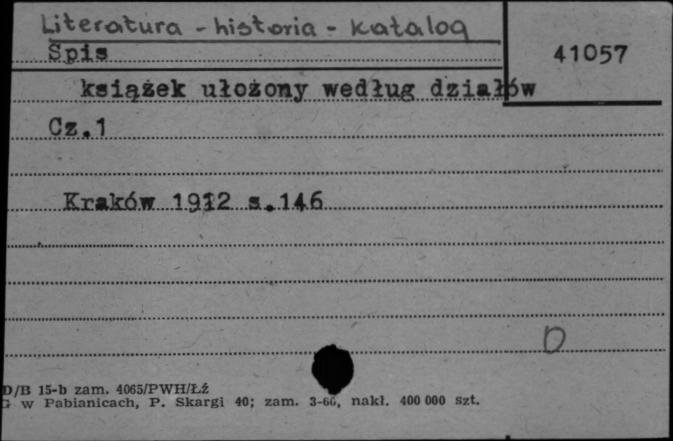 Literatura - historia - katalog
Spis
41057
książek ułożony według działów
Cz.1
Kraków 1912 s.146
D
D/B 15-b zam. 4065/PWH/Łź
G w Pabianicach, P. Skargi 40; zam. 3-66, nakł. 400 000 szt.